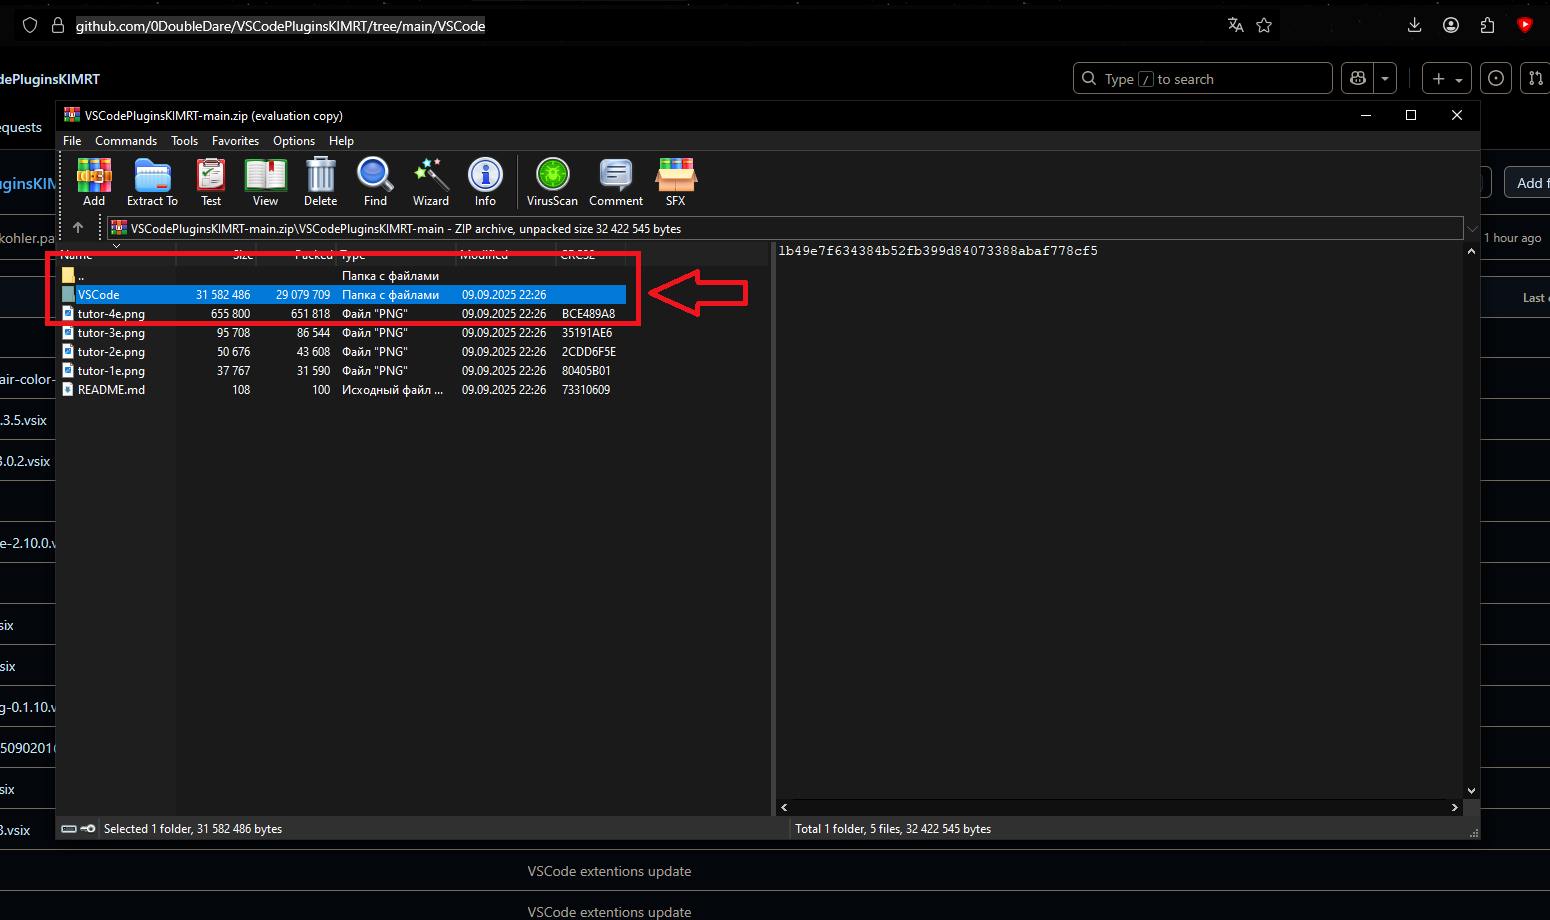 github.com/0DoubleDare/VSCodePluginsKIMRT/tree/main/VSCode
dePluginsKIMRT
Type / to search
equests
VSCodePluginsKIMRT-main.zip (evaluation copy)
File Commands Tools Favorites Options Help
Add Extract To Test View Delete Find Wizard Info VirusScan Comment SFX
uginsKIM
Add f
VSCodePluginsKIMRT-main.zip\VSCodePluginsKIMRT-main - ZIP archive, unpacked size 32 422 545 bytes
kohler.pa
1 hour ago
Name Size Packed Type Modified CRC32
1b49e7f634384b52fb399d84073388abaf778cf5
.. Папка с файлами
VSCode 31 582 486 29 079 709 Папка с файлами 09.09.2025 22:26
Last
tutor-4e.png 655 800 651 818 Файл "PNG" 09.09.2025 22:26 BCE489A8
tutor-3e.png 95 708 86 544 Файл "PNG" 09.09.2025 22:26 35191AE6
tutor-2e.png 50 676 43 608 Файл "PNG" 09.09.2025 22:26 2CDD6F5E
tutor-1e.png 37 767 31 590 Файл "PNG" 09.09.2025 22:26 80405B01
README.md 108 100 Исходный файл ... 09.09.2025 22:26 73310609
air-color-
.3.5.vsix
3.0.2.vsix
e-2.10.0.v
six
six
g-0.1.10.v
5090201
six
3.vsix
Selected 1 folder, 31 582 486 bytes
Total 1 folder, 5 files, 32 422 545 bytes
VSCode extentions update
VSCode extentions update